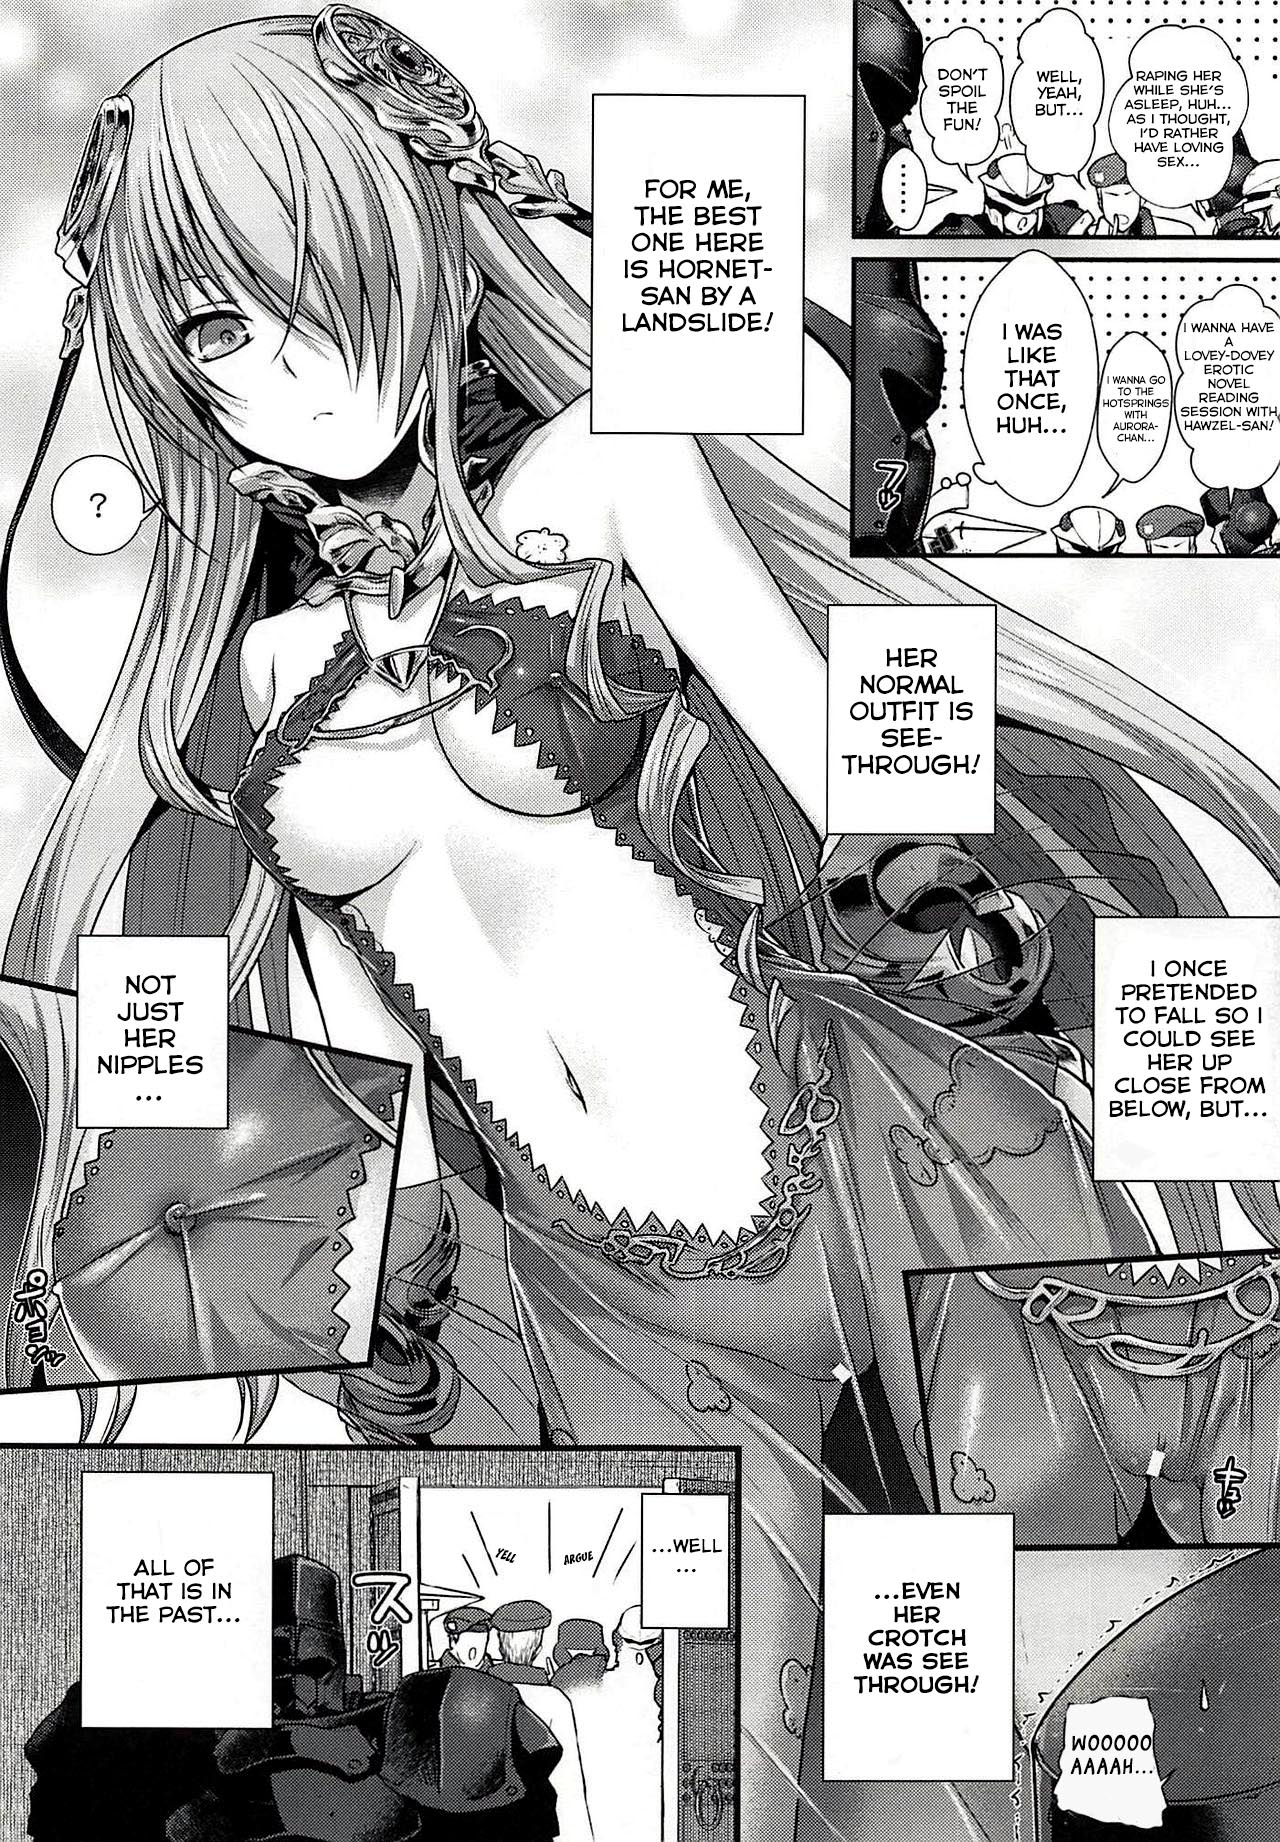 RAPING HER
WHILE SHE'S
ASLEEP, HUH...
AS I THOUGHT,
I'D RATHER
HAVE LOVING
SEX...
WELL,
YEAH,
BUT...
DON'T
SPOIL
THE
FUN!
......
I WANNA HAVE
A
LOVEY-DOVEY
EROTIC
NOVEL
READING
SESSION WITH
HAWZEL-SAN!
I WANNA GO
TO THE
HOTSPRINGS
WITH
AURORA-
CHAN...
I WAS
LIKE
THAT
ONCE,
HUH...
FOR ME,
THE BEST
ONE HERE
IS HORNET-
SAN BY A
LANDSLIDE!
?
HER
NORMAL
OUTFIT IS
SEE-
THROUGH!
I ONCE
PRETENDED
TO FALL SO I
COULD SEE
HER UP
CLOSE FROM
BELOW, BUT...
NOT
JUST
HER
NIPPLES
...
...EVEN
HER
CROTCH
WAS SEE
THROUGH!
WOOOOO
AAAAH...
...WELL
...
YELL
ARGUE
スッ
ALL OF
THAT IS IN
THE PAST...